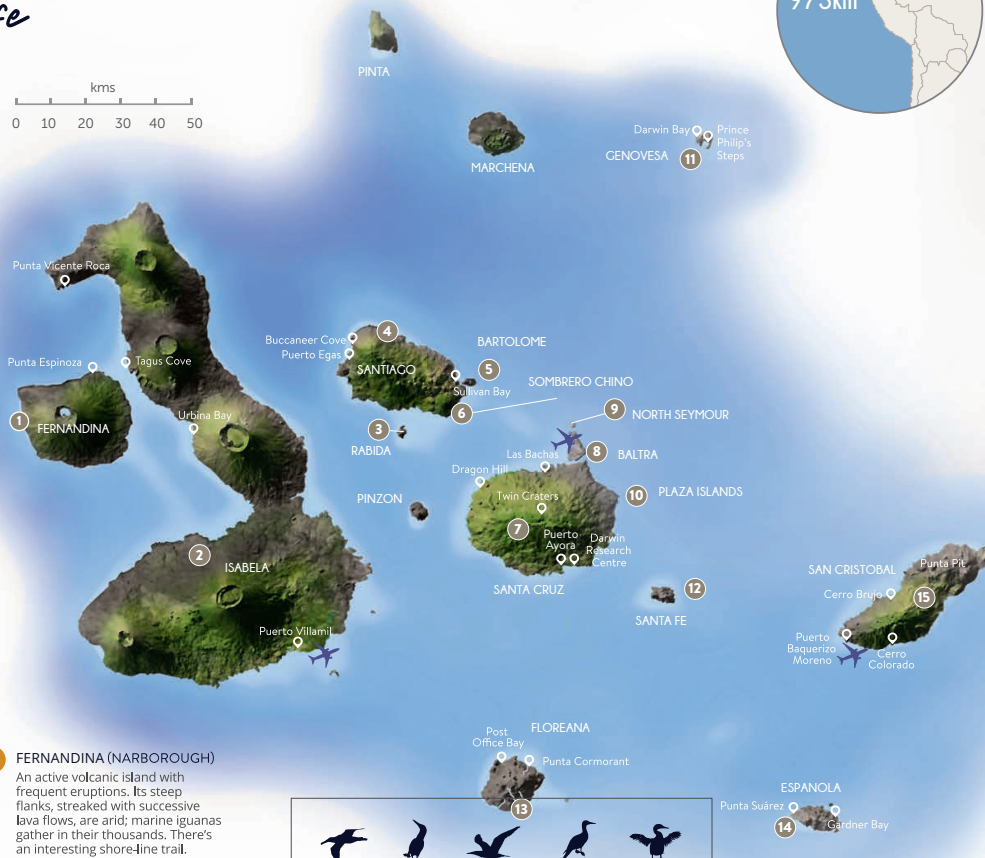 fe
973km
kms
0 10 20 30 40 50
PINTA
MARCHENA
Darwin Bay
Prince
Philip's
Steps
GENOVESA
11
Punta Vicente Roca
Punta Espinoza
Tagus Cove
1
FERNANDINA
Urbina Bay
2
ISABELA
Puerto Villamil
Buccaneer Cove
4
Puerto Egas
SANTIAGO
BARTOLOME
5
Sullivan Bay
SOMBRERO CHINO
6
3
RABIDA
9
NORTH SEYMOUR
8
BALTRA
Las Bachas
Dragon Hill
PINZON
Twin Craters
10
PLAZA ISLANDS
7
Puerto
Ayora
Darwin
Research
Centre
SANTA CRUZ
12
SANTA FE
SAN CRISTOBAL
Punta Pit
Cerro Brujo
15
Puerto
Baquerizo
Moreno
Cerro
Colorado
Post
Office Bay
FLOREANA
Punta Cormorant
13
ESPANOLA
Punta Suárez
14
Gardner Bay
FERNANDINA (NARBOROUGH)
An active volcanic island with
frequent eruptions. Its steep
flanks, streaked with successive
lava flows, are arid; marine iguanas
gather in their thousands. There's
an interesting shore-line trail.